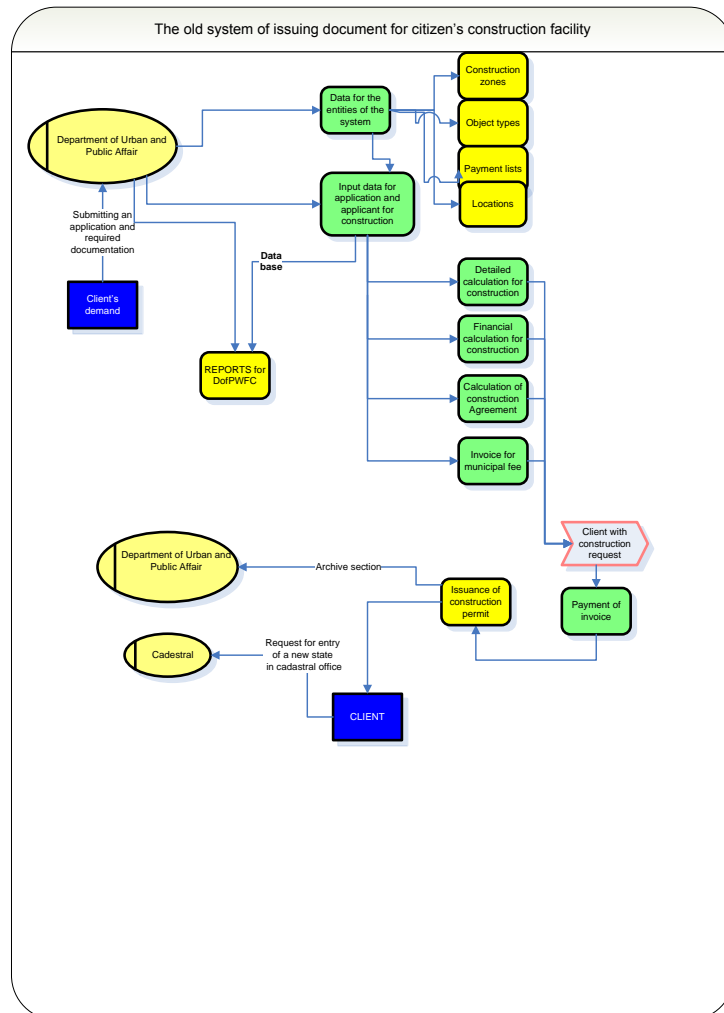 The old system of issuing document for citizen's construction facility
Construction
zones
Data for the
entities of the
system
Object types
Department of Urban and
Public Affair
Payment lists
Input data for
application and
applicant for
construction
Locations
Submitting an
application and
required
documentation
Data
base
Client's
demand
Detailed
calculation for
construction
Financial
calculation for
construction
REPORTS for
DofPWFC
Calculation of
construction
Agreement
Invoice for
municipal fee
Client with
construction
request
Department of Urban and
Public Affair
Archive section
Issuance of
construction
permit
Payment of
invoice
Cadestral
Request for entry
of a new state
in cadastral office
CLIENT